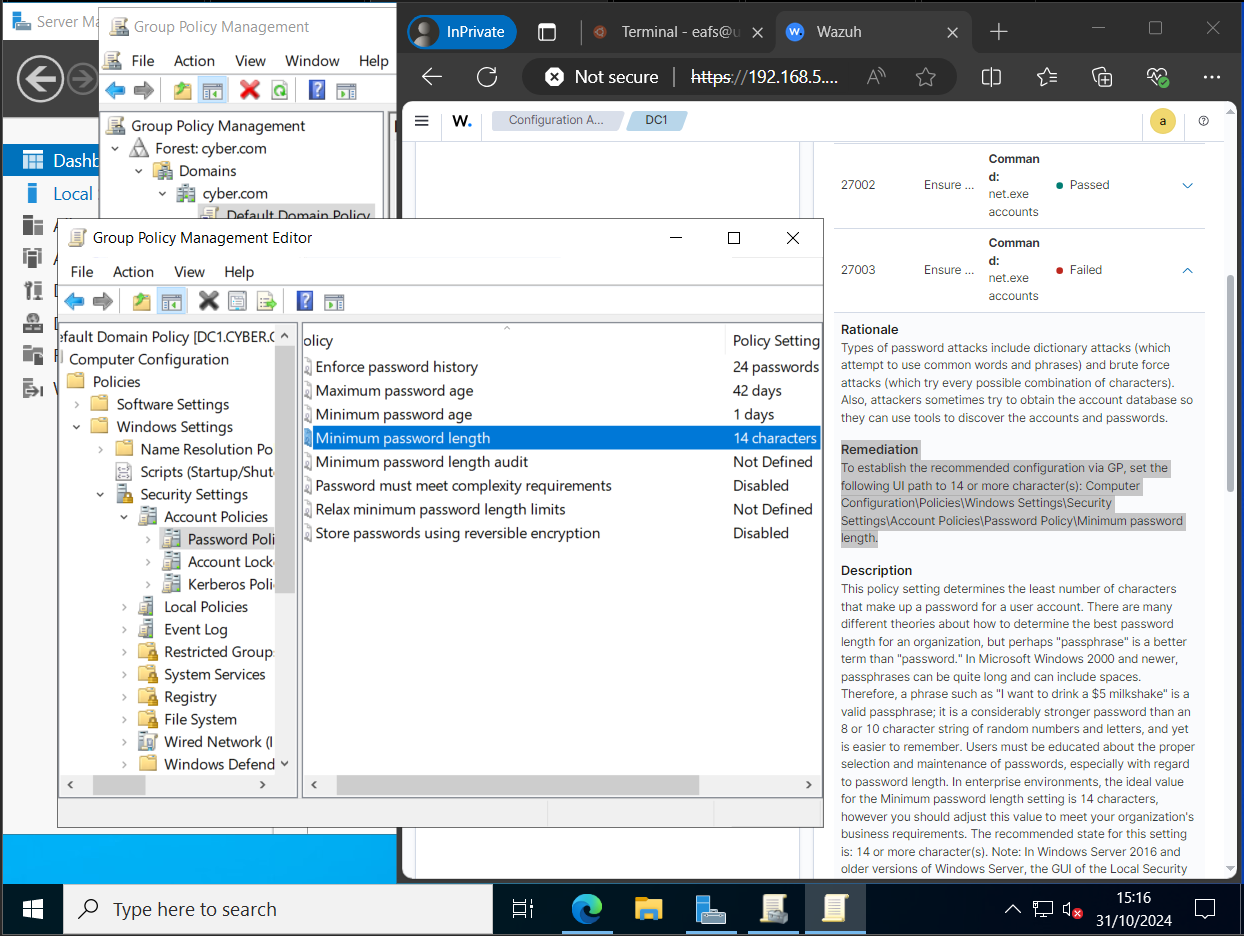 Server Ma
Group Policy Management
File Action View Window Help
Group Policy Management
Forest: cyber.com
Domains
cyber.com
Default Domain Policy
Dashb
Local
InPrivate
Terminal - eafs@u
Wazuh
Not secure
https://192.168.5....
W.
Configuration A...
DC1
a
27002
Ensure ...
Comman
d:
net.exe
accounts
Passed
27003
Ensure ...
Comman
d:
net.exe
accounts
Failed
Rationale
Types of password attacks include dictionary attacks (which
attempt to use common words and phrases) and brute force
attacks (which try every possible combination of characters).
Also, attackers sometimes try to obtain the account database so
they can use tools to discover the accounts and passwords.
Remediation
To establish the recommended configuration via GP, set the
following UI path to 14 or more character(s): Computer
Configuration\Policies\Windows Settings\Security
Settings\Account Policies\Password Policy\Minimum password
length.
Description
This policy setting determines the least number of characters
that make up a password for a user account. There are many
different theories about how to determine the best password
length for an organization, but perhaps "passphrase" is a better
term than "password." In Microsoft Windows 2000 and newer,
passphrases can be quite long and can include spaces.
Therefore, a phrase such as "I want to drink a $5 milkshake" is a
valid passphrase; it is a considerably stronger password than an
8 or 10 character string of random numbers and letters, and yet
is easier to remember. Users must be educated about the proper
selection and maintenance of passwords, especially with regard
to password length. In enterprise environments, the ideal value
for the Minimum password length setting is 14 characters,
however you should adjust this value to meet your organization's
business requirements. The recommended state for this setting
is: 14 or more character(s). Note: In Windows Server 2016 and
older versions of Windows Server, the GUI of the Local Security
Group Policy Management Editor
File Action View Help
efault Domain Policy [DC1.CYBER.C
Computer Configuration
Policies
Software Settings
Windows Settings
Name Resolution Po
Scripts (Startup/Shut
Security Settings
Account Policies
Password Poli
Account Lock
Kerberos Poli
Local Policies
Event Log
Restricted Group
System Services
Registry
File System
Wired Network (I
Windows Defend
olicy Policy Setting
Enforce password history 24 passwords
Maximum password age 42 days
Minimum password age 1 days
Minimum password length 14 characters
Minimum password length audit Not Defined
Password must meet complexity requirements Disabled
Relax minimum password length limits Not Defined
Store passwords using reversible encryption Disabled
Type here to search
15:16
31/10/2024